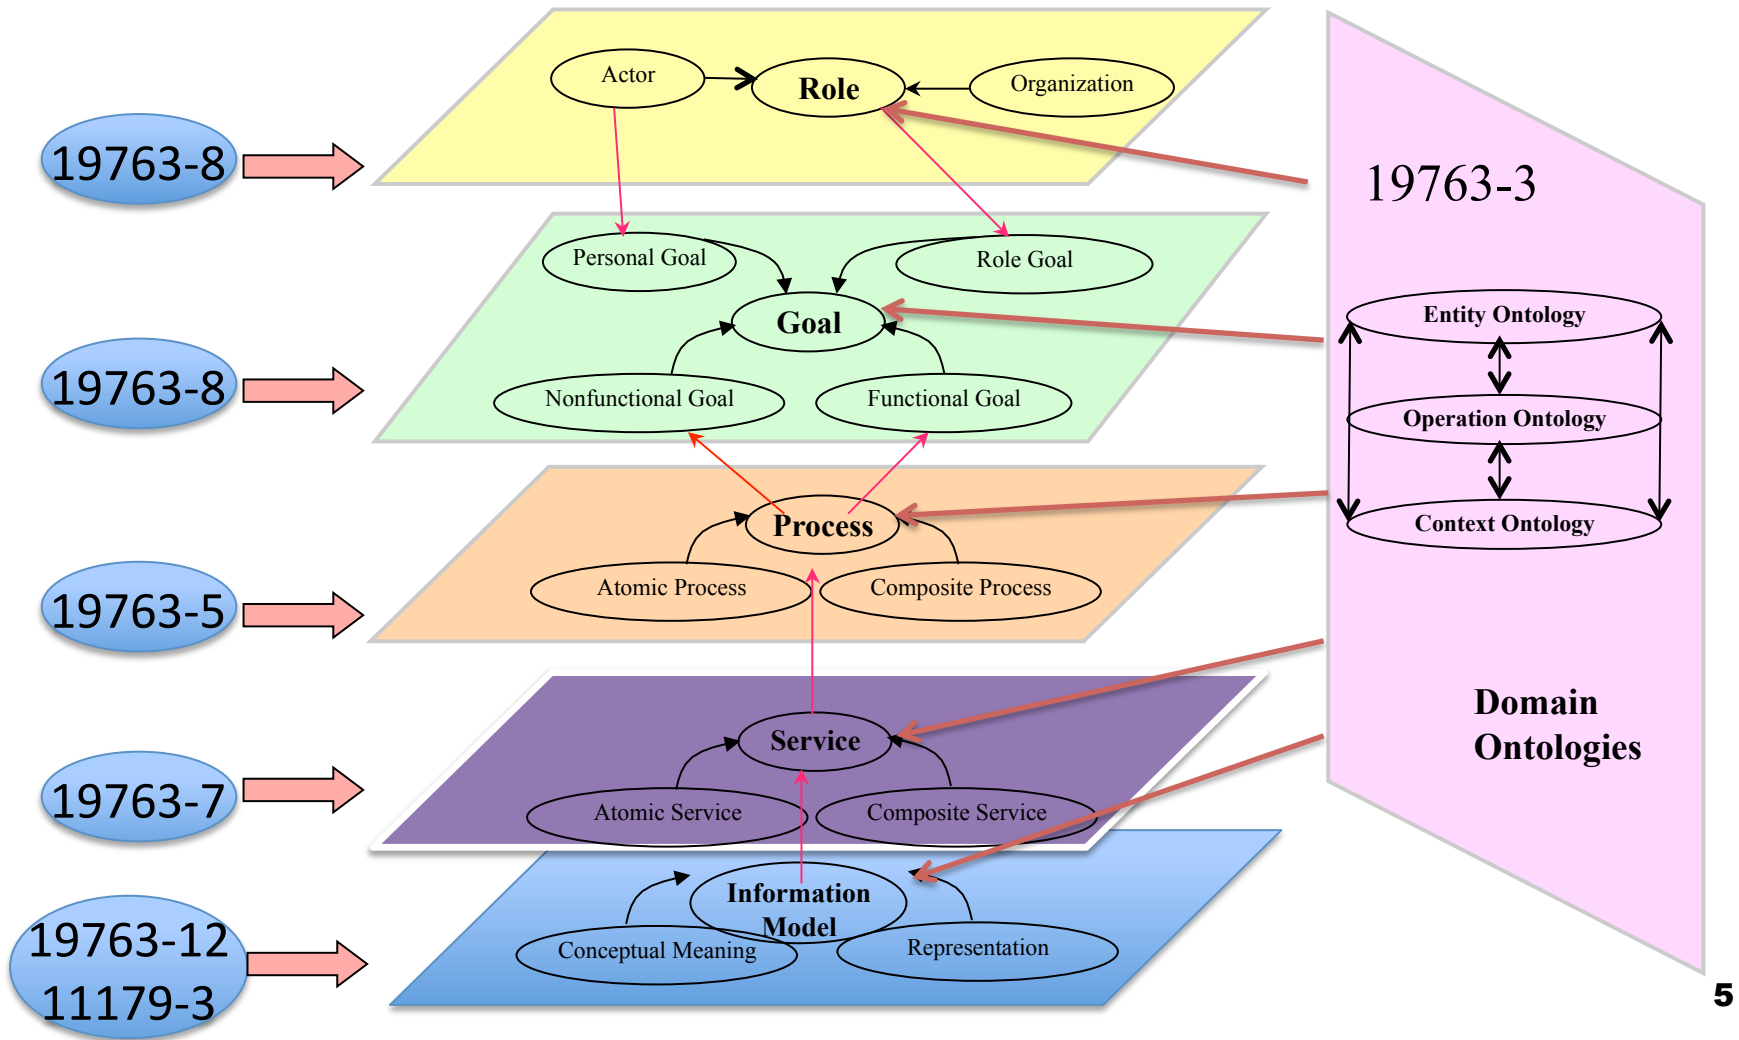 Actor
Role
Organization
19763-8
Personal Goal
Role Goal
Goal
19763-8
Nonfunctional Goal
Functional Goal
Process
19763-5
Atomic Process
Composite Process
Service
19763-7
Atomic Service
Composite Service
19763-12
11179-3
Information
Model
Conceptual Meaning
Representation
19763-3
Entity Ontology
Operation Ontology
Context Ontology
Domain
Ontologies
5